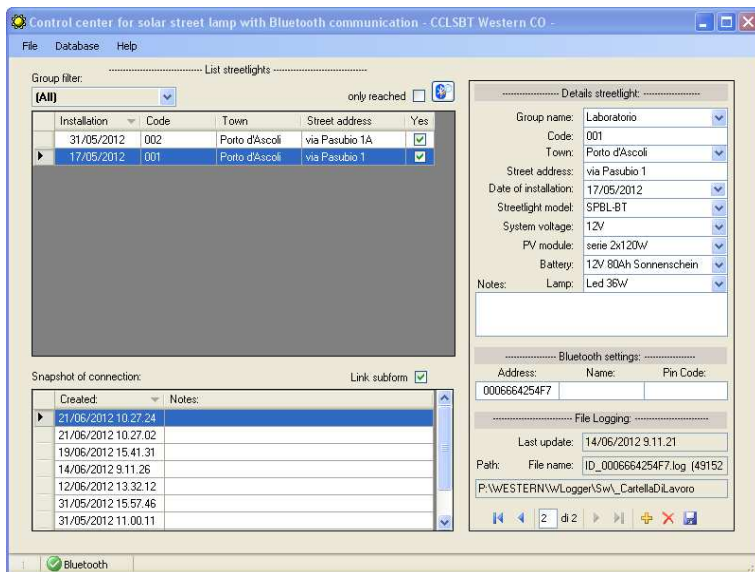 Control center for solar street lamp with Bluetooth communication - CCLSBT Western CO -
File Database Help
List streetlights
Group filter:
(All) only reached
Installation Code Town Street address Yes
31/05/2012 002 Porto d'Ascoli via Pasubio 1A
17/05/2012 001 Porto d'Ascoli via Pasubio 1
Snapshot of connection: Link subform
Created: Notes:
21/06/2012 10.27.24
21/06/2012 10.27.02
19/06/2012 15.41.31
14/06/2012 9.11.26
12/06/2012 13.32.12
31/05/2012 15.57.46
31/05/2012 11.00.11
Details streetlight:
Group name: Laboratorio
Code: 001
Town: Porto d'Ascoli
Street address: via Pasubio 1
Date of installation: 17/05/2012
Streetlight model: SPBL-BT
System voltage: 12V
PV module: serie 2x120W
Battery: 12V 80Ah Sonnenschein
Notes: Lamp: Led 36W
Bluetooth settings:
Address: Name: Pin Code:
0006664254F7
File Logging:
Last update: 14/06/2012 9.11.21
Path: File name: ID_0006664254F7.log (49152
P:\WESTERN\WLogger\Sw\_CartellaDiLavoro
2 di 2
Bluetooth